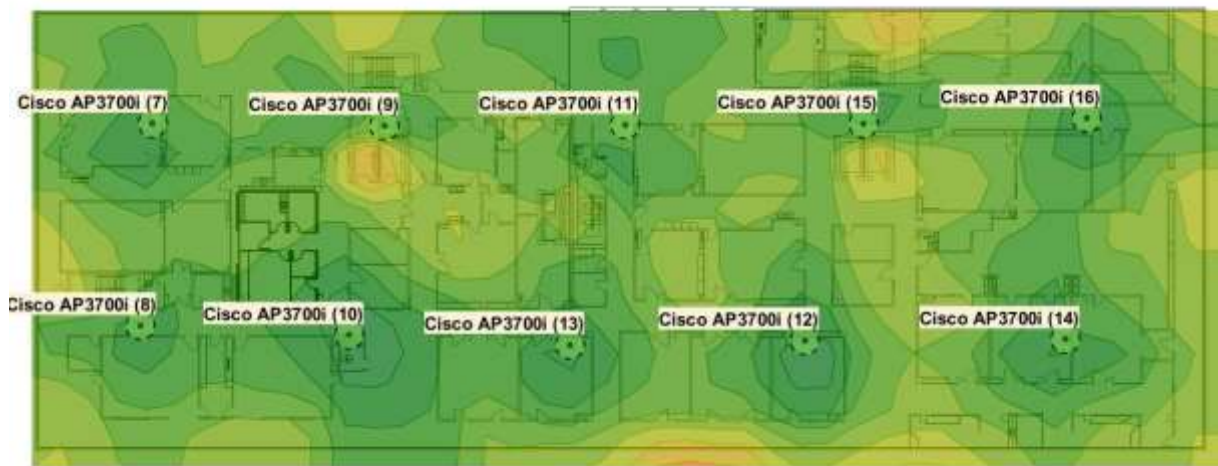 Cisco AP3700i (7)
Cisco AP3700i (9)
Cisco AP3700i (11)
Cisco AP3700i (15)
Cisco AP3700i (16)
Cisco AP3700i (8)
Cisco AP3700i (10)
Cisco AP3700i (13)
Cisco AP3700i (12)
Cisco AP3700i (14)